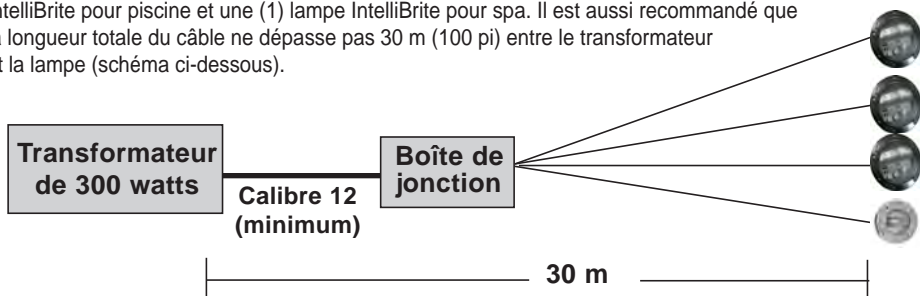 ntelliBrite pour piscine et une (1) lampe IntelliBrite pour spa. Il est aussi recommandé que
longueur totale du câble ne dépasse pas 30 m (100 pi) entre le transformateur
t la lampe (schéma ci-dessous).
Transformateur
de 300 watts
Calibre 12
(minimum)
Boîte de
jonction
30 m